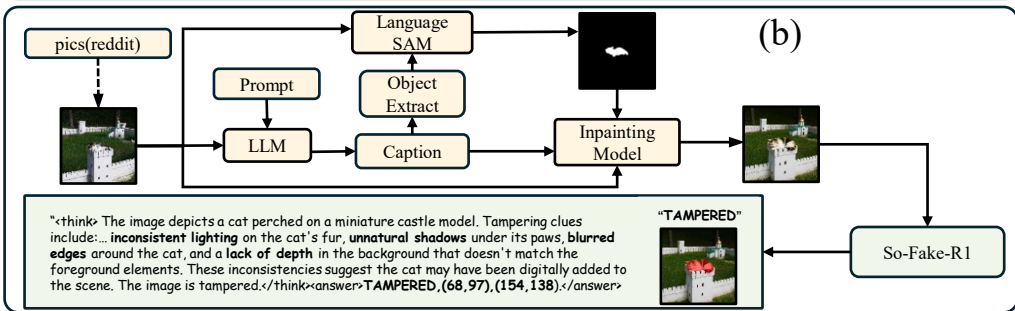 (b)
pics(reddit)
Language
SAM
Prompt
Object
Extract
LLM
Caption
Inpainting
Model
"<think> The image depicts a cat perched on a miniature castle model. Tampering clues
include:... inconsistent lighting on the cat's fur, unnatural shadows under its paws, blurred
edges around the cat, and a lack of depth in the background that doesn't match the
foreground elements. These inconsistencies suggest the cat may have been digitally added to
the scene. The image is tampered.</think><answer>TAMPERED,(68,97),(154,138).</answer>
"TAMPERED"
So-Fake-R1